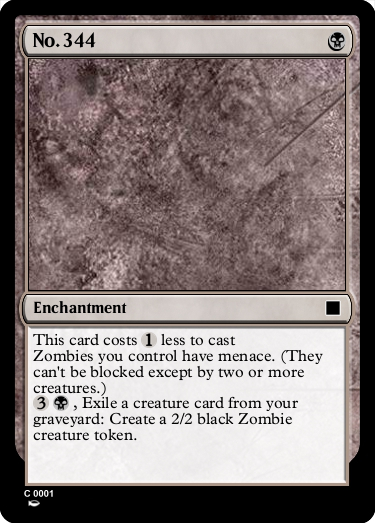 No. 344
Enchantment
This card costs 1 less to cast
Zombies you control have menace. (They
can't be blocked except by two or more
creatures.)
3 , Exile a creature card from your
graveyard: Create a 2/2 black Zombie
creature token.
C 0001